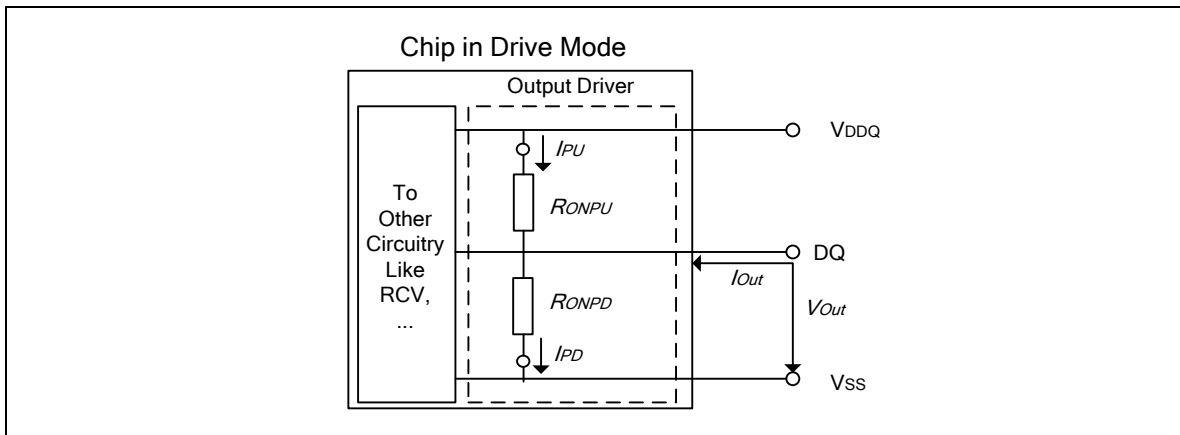 Chip in Drive Mode
Output Driver
VDDQ
IPU
To
Other
Circuitry
Like
RCV,
...
RONPU
DQ
IOut
RONPD
VOut
IPD
VSS